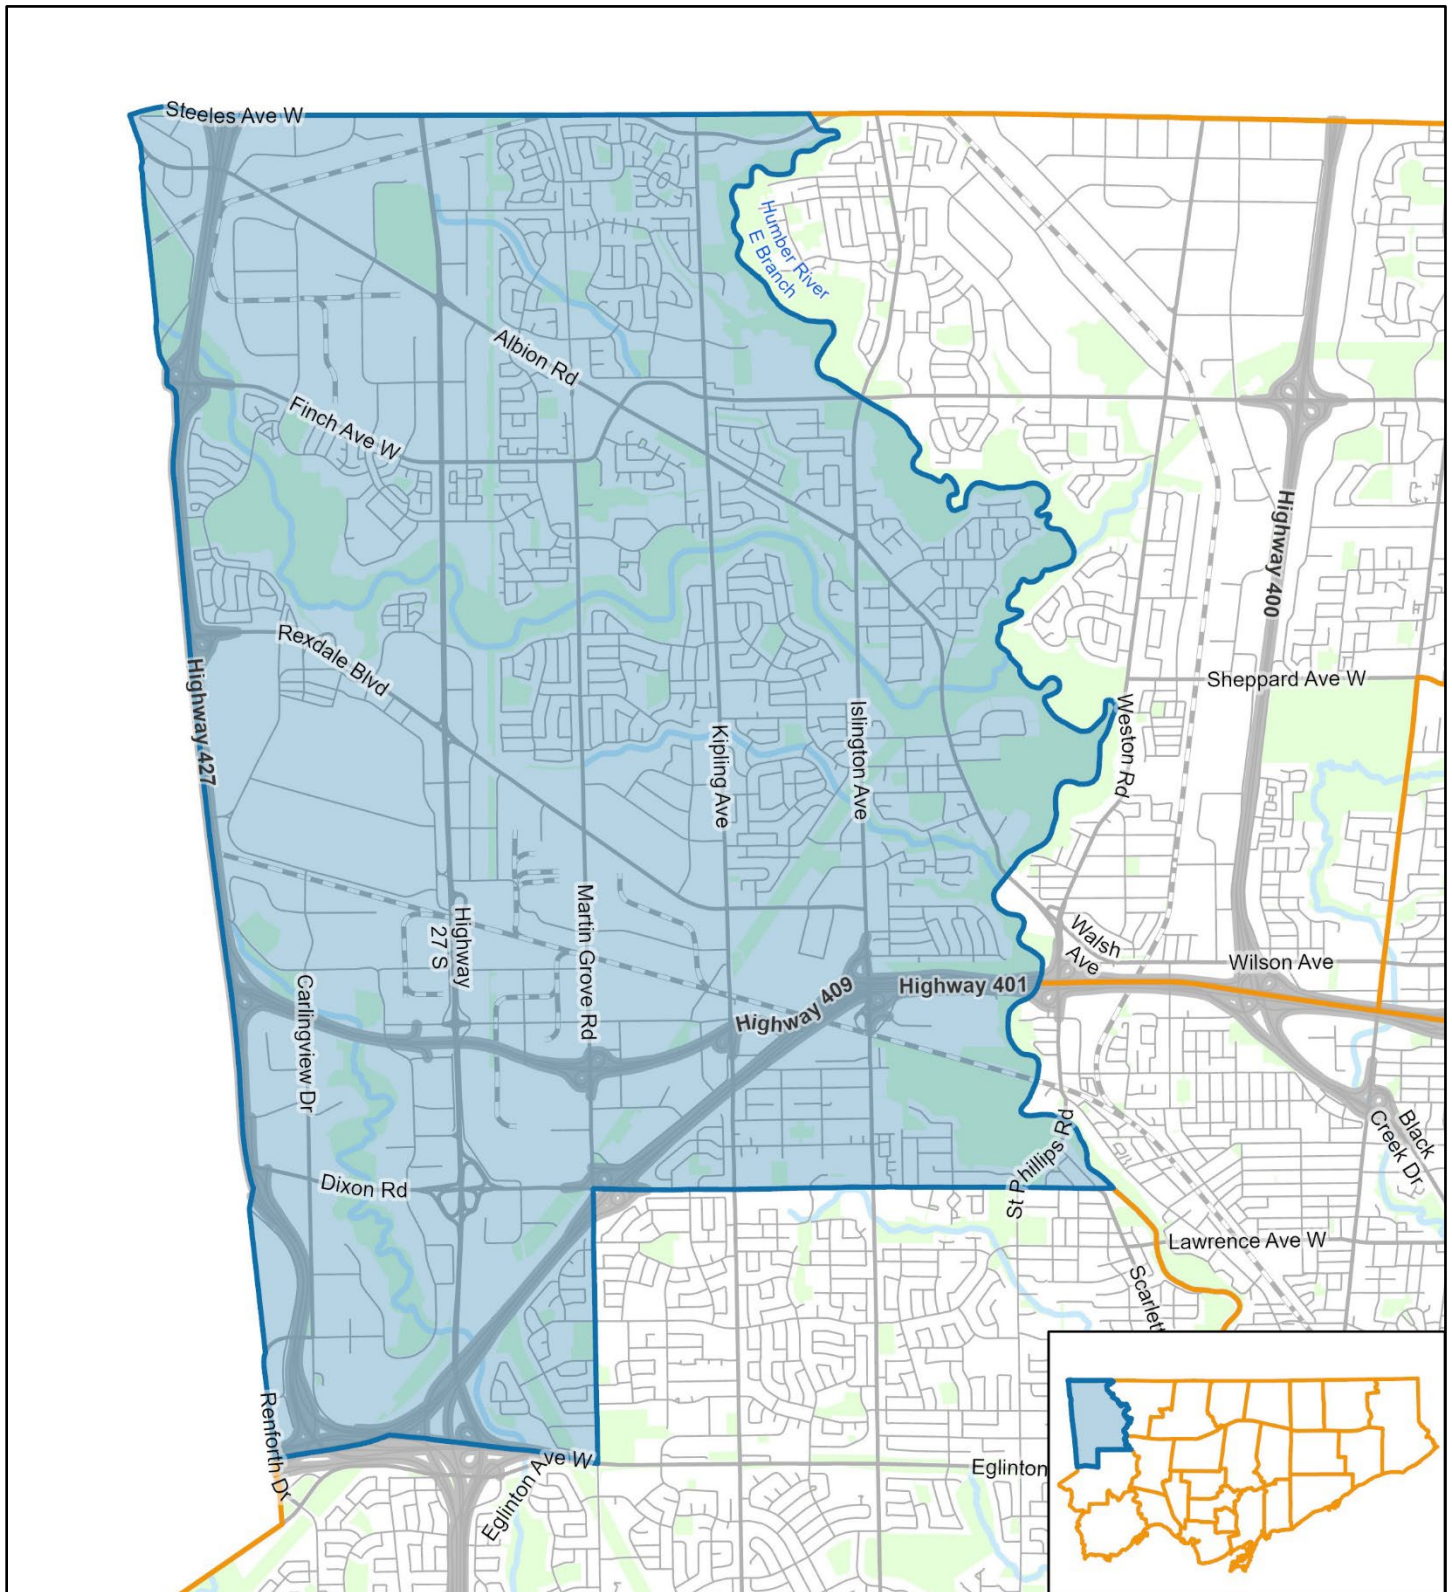 Steeles Ave W
Humber River
E Branch
Albion Rd
Finch Ave W
Highway 400
Rexdale Blvd
Sheppard Ave W
Highway 427
Weston Rd
Islington Ave
Kipling Ave
Martin Grove Rd
Highway
27 S
Walsh
Ave
Wilson Ave
Highway 401
Highway 409
Carlingview Dr
Black
Creek Dr
St Phillips Rd
Dixon Rd
Lawrence Ave W
Scarlett
Renforth Dr
Eglinton Ave W
Eglinton